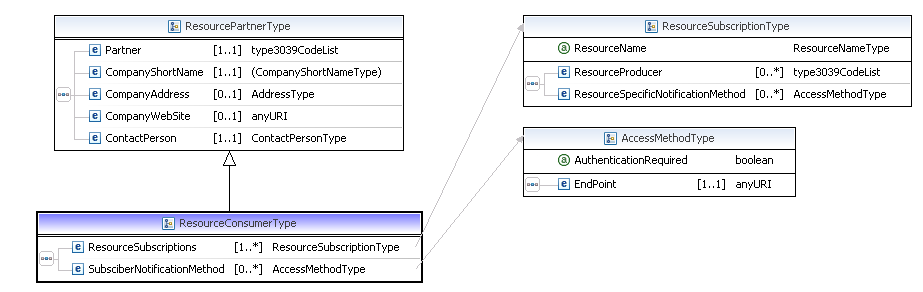 ResourcePartnerType
Partner [1..1] type3039CodeList
CompanyShortName [1..1] (CompanyShortNameType)
CompanyAddress [0..1] AddressType
CompanyWebSite [0..1] anyURI
ContactPerson [1..1] ContactPersonType
ResourceSubscriptionType
a ResourceName ResourceNameType
e ResourceProducer [0..*] type3039CodeList
e ResourceSpecificNotificationMethod [0..*] AccessMethodType
AccessMethodType
a AuthenticationRequired boolean
e EndPoint [1..1] anyURI
ResourceConsumerType
e ResourceSubscriptions [1..*] ResourceSubscriptionType
e SubsciberNotificationMethod [0..*] AccessMethodType